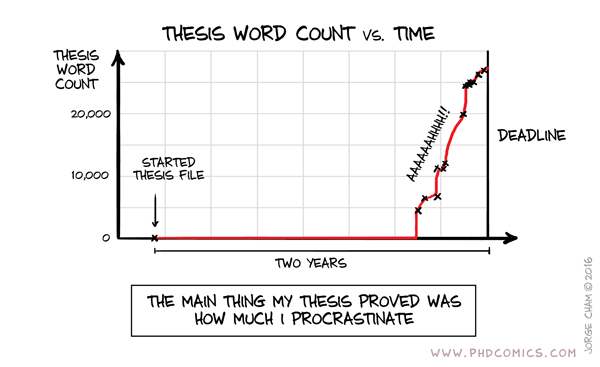 THESIS WORD COUNT VS. TIME
THESIS
WORD
COUNT
20,000
10,000
0
STARTED
THESIS FILE
AAAAAAHHHH!!
DEADLINE
TWO YEARS
THE MAIN THING MY THESIS PROVED WAS
HOW MUCH I PROCRASTINATE
JORGE CHAM © 2016
WWW.PHDCOMICS.COM